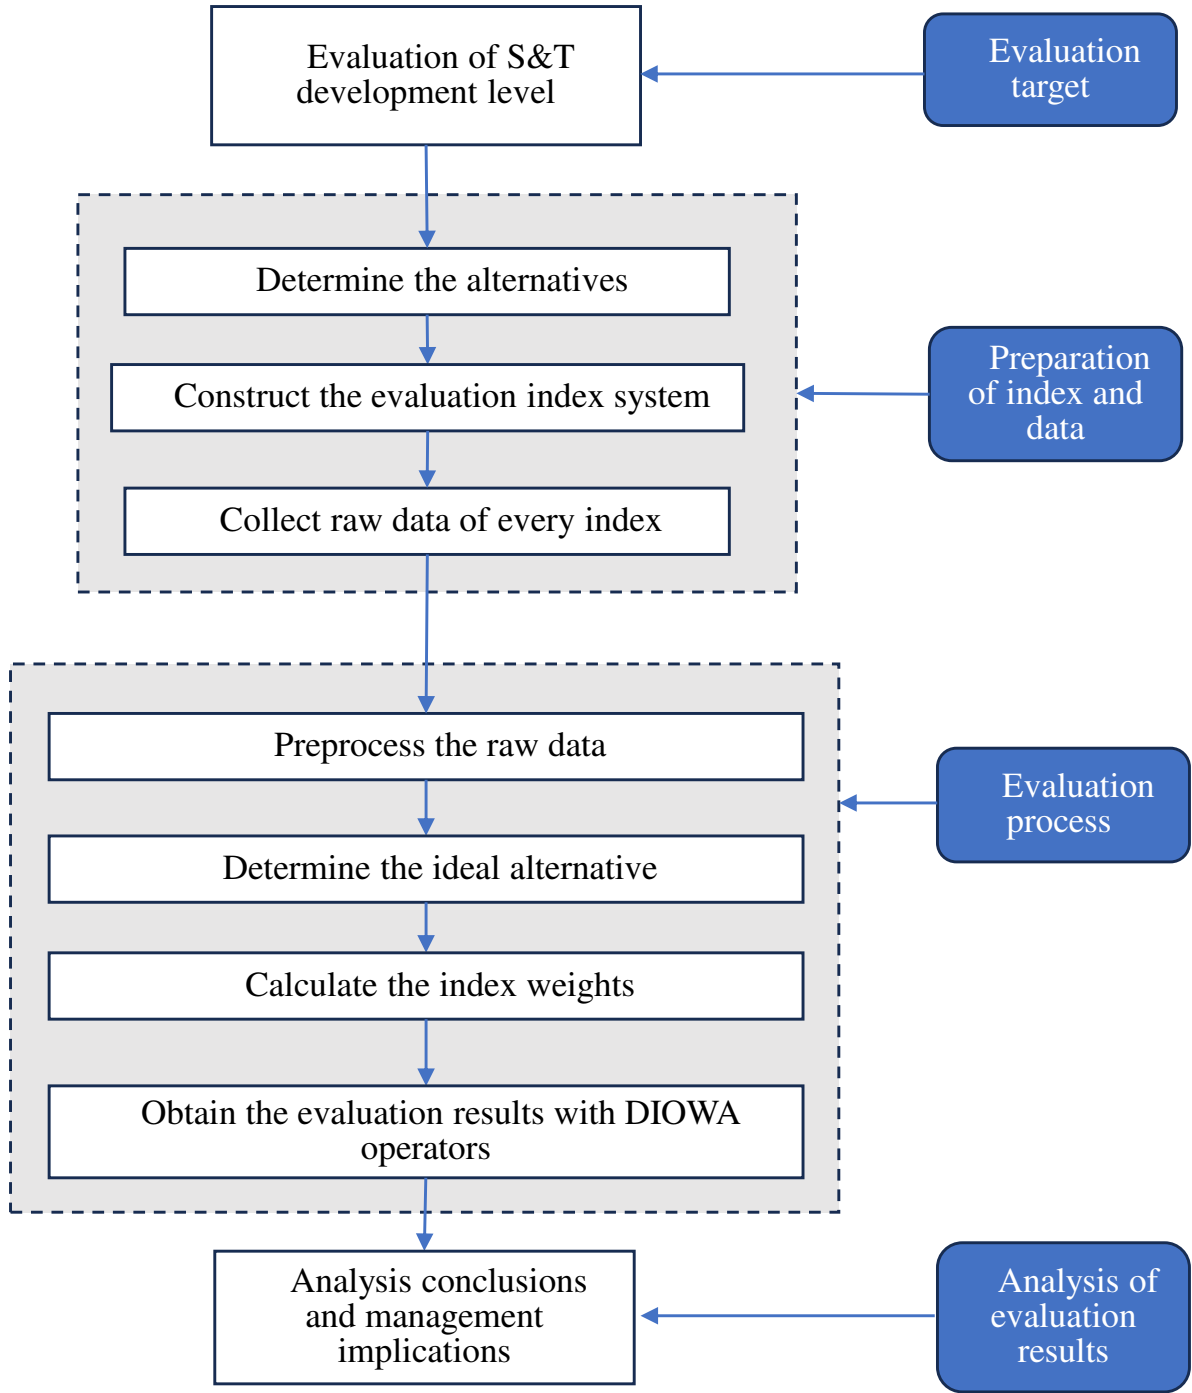 Evaluation of S&T
development level
Evaluation
target
Determine the alternatives
Construct the evaluation index system
Collect raw data of every index
Preparation
of index and
data
Preprocess the raw data
Determine the ideal alternative
Calculate the index weights
Obtain the evaluation results with DIOWA
operators
Evaluation
process
Analysis conclusions
and management
implications
Analysis of
evaluation
results